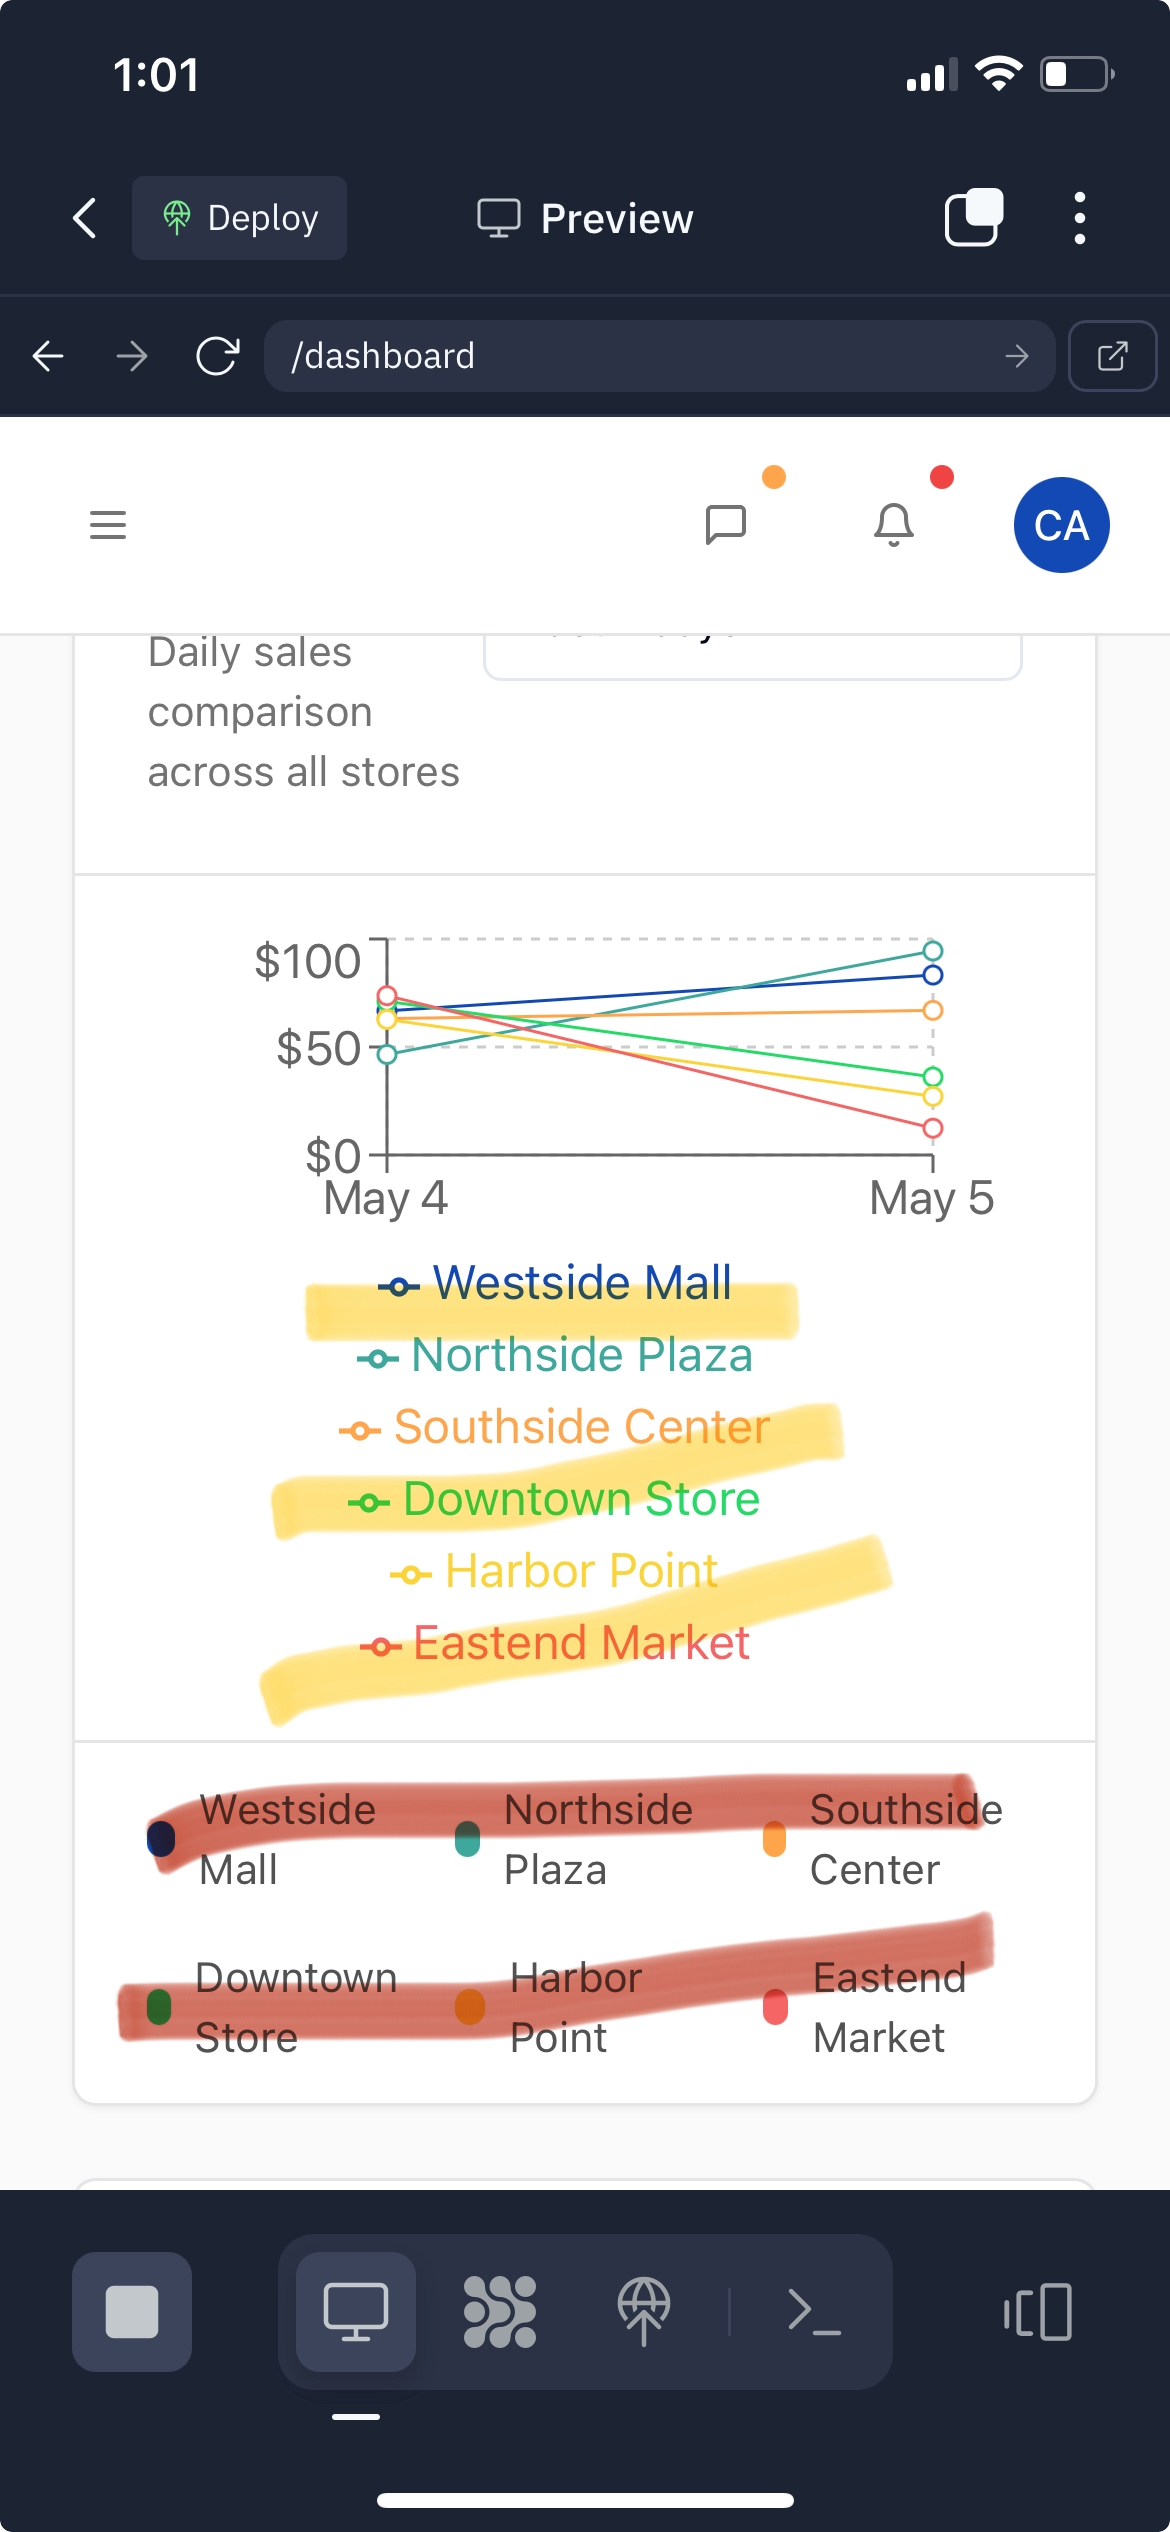 1:01
Deploy
Preview
/dashboard
CA
Daily sales
comparison
across all stores
$100
$50
$0
May 4
May 5
Westside Mall
Northside Plaza
Southside Center
Downtown Store
Harbor Point
Eastend Market
Westside
Mall
Northside
Plaza
Southside
Center
Downtown
Store
Harbor
Point
Eastend
Market